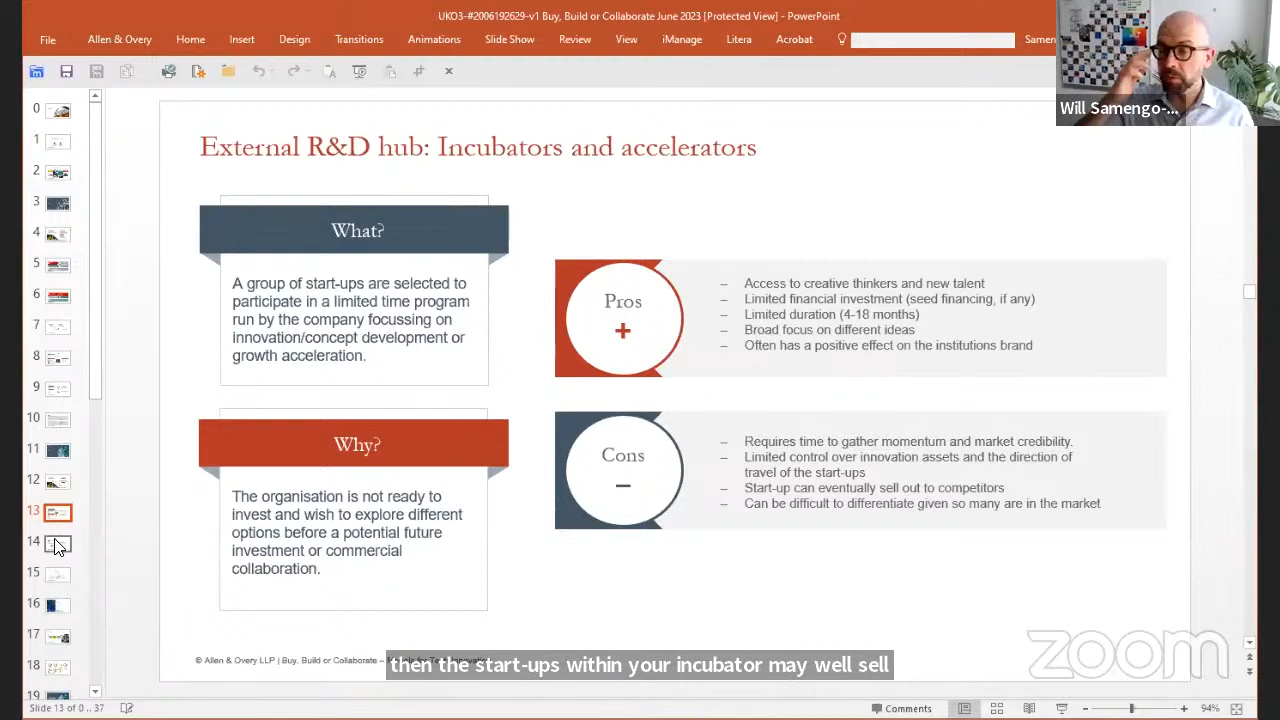 UKO3-#2006192629-v1 Buy, Build or Collaborate June 2023 [Protected View] - PowerPoint
File Allen & Overy Home Insert Design Transitions Animations Slide Show Review View iManage Litera Acrobat Samen
Will Samengo-...
0
1
2
3
4
5
6
7
8
9
10
11
12
13
14
15
16
17
18
19
External R&D hub: Incubators and accelerators
What?
A group of start-ups are selected to
participate in a limited time program
run by the company focussing on
innovation/concept development or
growth acceleration.
Pros
+
– Access to creative thinkers and new talent
– Limited financial investment (seed financing, if any)
– Limited duration (4-18 months)
– Broad focus on different ideas
– Often has a positive effect on the institutions brand
Why?
The organisation is not ready to
invest and wish to explore different
options before a potential future
investment or commercial
collaboration.
Cons
–
– Requires time to gather momentum and market credibility.
– Limited control over innovation assets and the direction of
travel of the start-ups
– Start-up can eventually sell out to competitors
– Can be difficult to differentiate given so many are in the market
© Allen & Overy LLP | Buy, Build or Collaborate
then the start-ups within your incubator may well sell
zoom
Slide 13 of 0 .. 37 Comments 94%